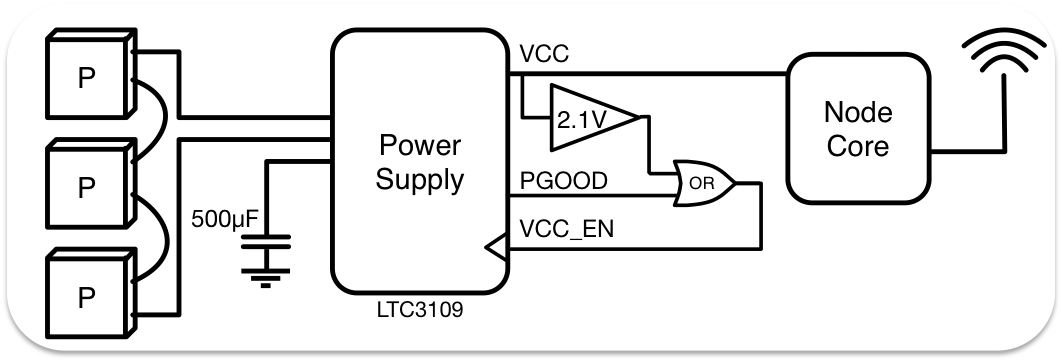 P
P
P
500µF
Power
Supply
LTC3109
VCC
2.1V
PGOOD
OR
VCC_EN
Node
Core